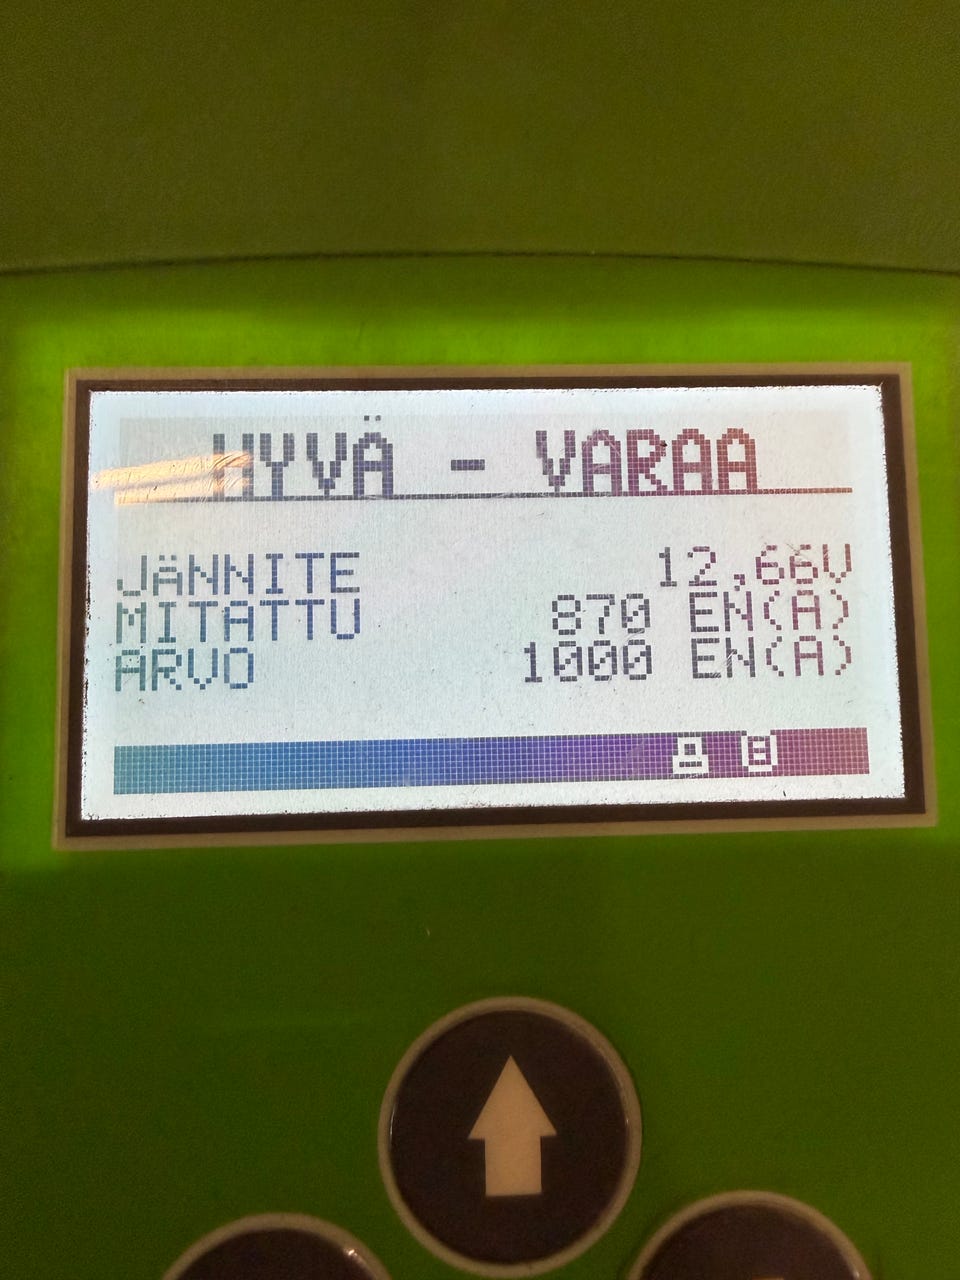 HYVÄ - VARAA
JÄNNITE 12,66V
MITATTU 870 EN(A)
ARVO 1000 EN(A)